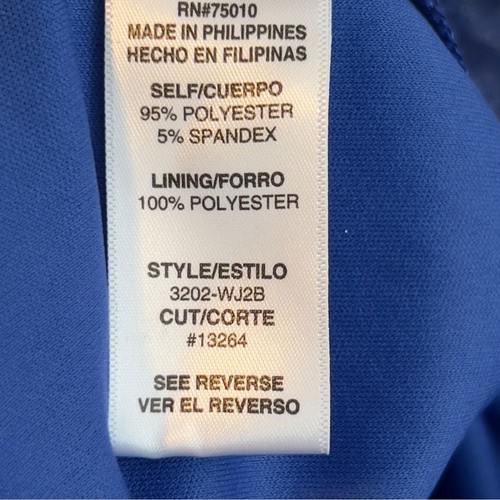 RN#75010
MADE IN PHILIPPINES
HECHO EN FILIPINAS
SELF/CUERPO
95% POLYESTER
5% SPANDEX
LINING/FORRO
100% POLYESTER
STYLE/ESTILO
3202-WJ2B
CUT/CORTE
#13264
SEE REVERSE
VER EL REVERSO